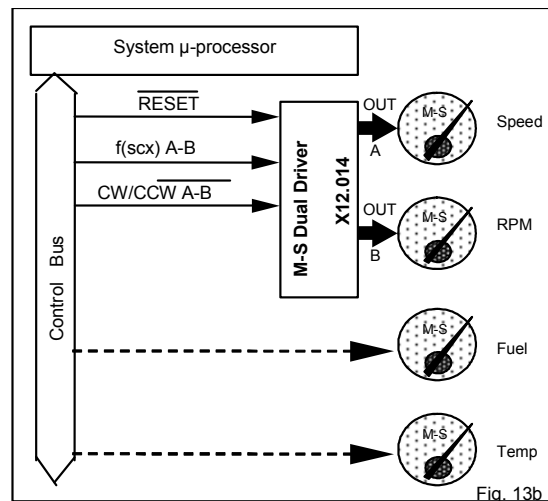 System µ-processor
RESET
f(scx) A-B
CW/CCW A-B
Control Bus
M-S Dual Driver
X12.014
OUT
A
OUT
B
M-S
Speed
M-S
RPM
M-S
Fuel
M-S
Temp
Fig. 13b